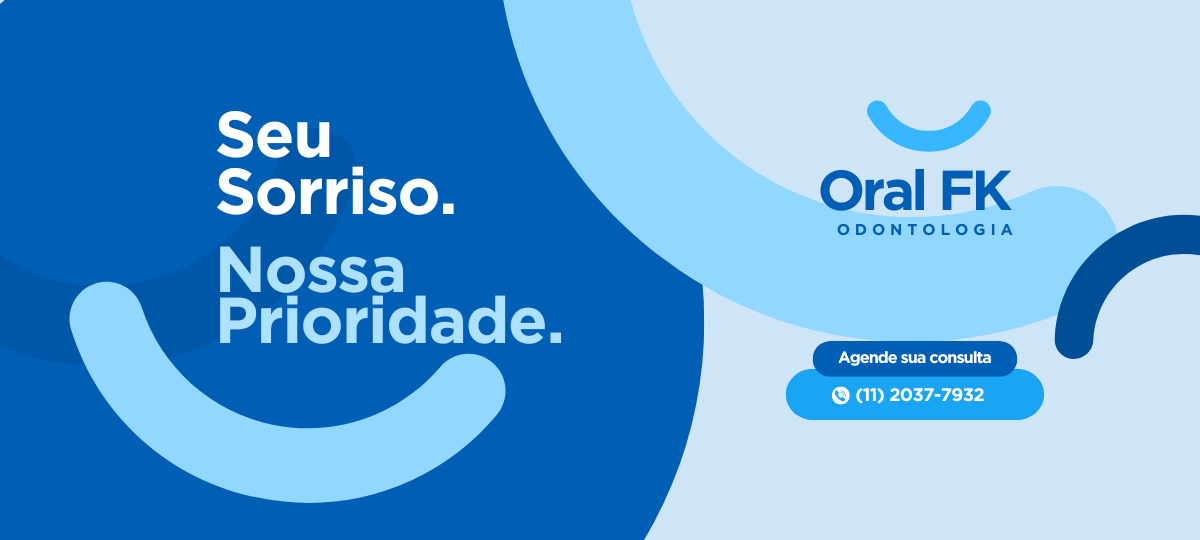 Seu
Sorriso.
Nossa
Prioridade.
Oral FK
ODONTOLOGIA
Agende sua consulta
(11) 2037-7932